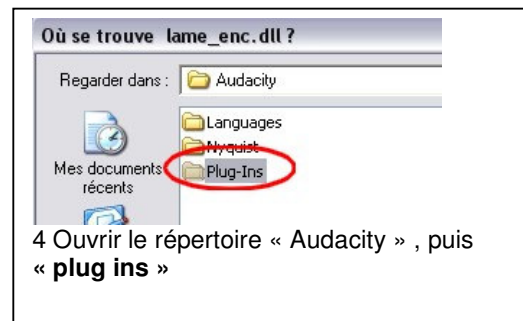 Où se trouve lame_enc.dll ?
Regarder dans : Audacity
Languages
Nyquist
Plug-Ins
Mes documents
récents
4 Ouvrir le répertoire « Audacity » , puis
« plug ins »